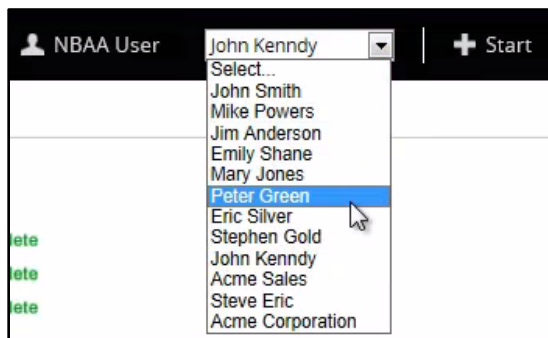 NBAA User John Kenndy Start
Select...
John Smith
Mike Powers
Jim Anderson
Emily Shane
Mary Jones
Peter Green
Eric Silver
lete Stephen Gold
John Kenndy
lete Acme Sales
Steve Eric
lete Acme Corporation